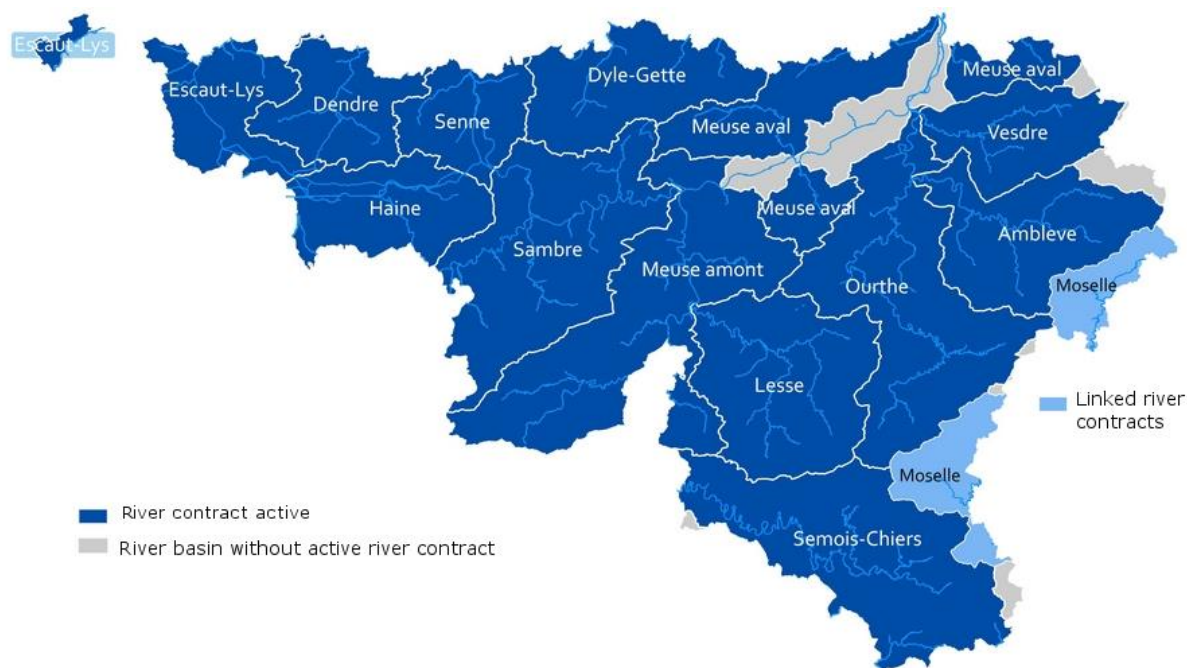 Escaut-Lys
Escaut-Lys
Dendre
Senne
Dyle-Gette
Meuse aval
Meuse aval
Vesdre
Haine
Sambre
Meuse aval
Meuse amont
Ourthe
Amblève
Moselle
Lesse
Linked river
contracts
Moselle
River contract active
River basin without active river contract
Semois-Chiers